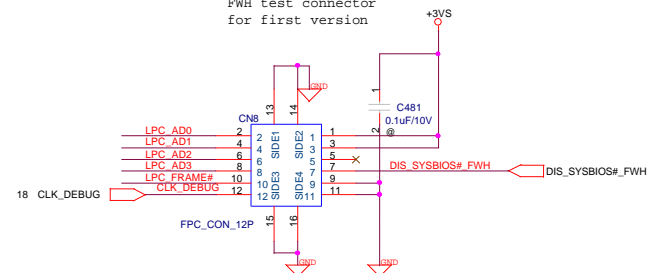 FWH test connector
for first version
+3VS
GND
13
14
1
C481
0.1uF/10V
2
@
CN8
LPC_AD0 2 2 SIDE1 SIDE2 1 1
LPC_AD1 4 4 3 3
LPC_AD2 6 6 5 5
LPC_AD3 8 8 7 7 DIS_SYSBIOS#_FWH DIS_SYSBIOS#_FWH
LPC_FRAME# 10 10 SIDE3 SIDE4 9 9
18 CLK_DEBUG CLK_DEBUG 12 12 11 11
FPC_CON_12P
15
16
GND
GND